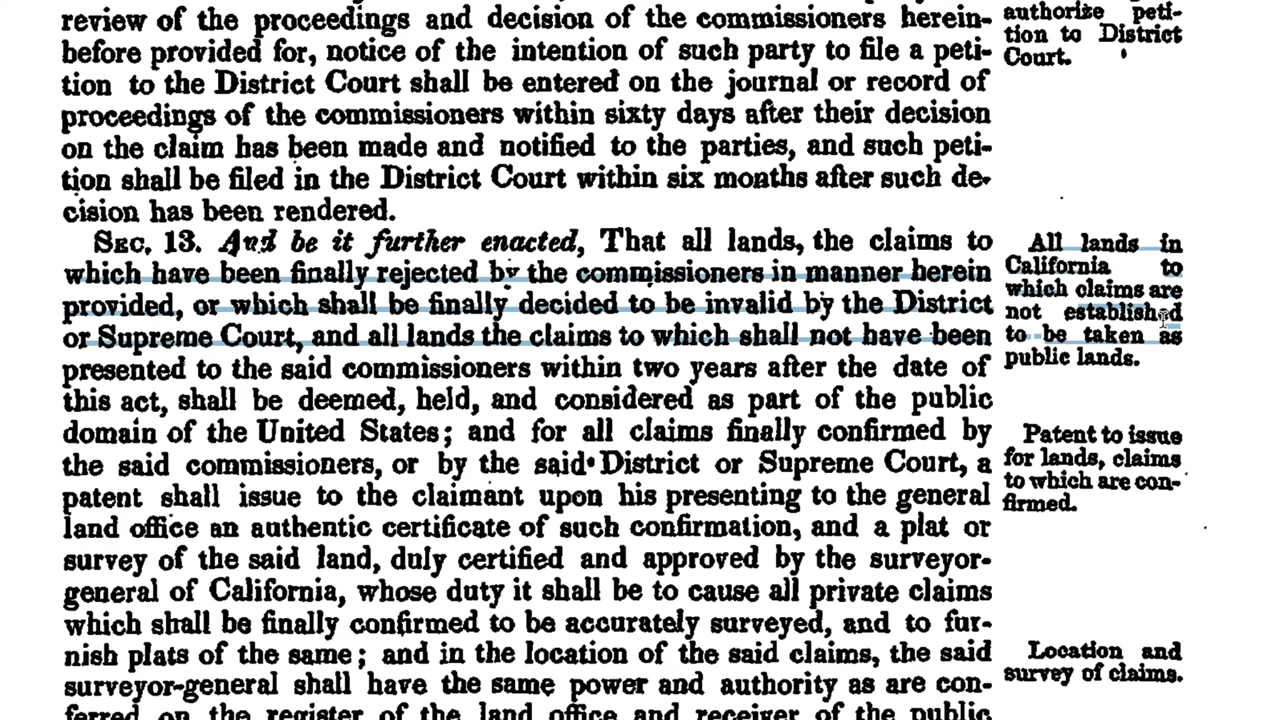 review of the proceedings and decision of the commissioners herein-
before provided for, notice of the intention of such party to file a peti-
tion to the District Court shall be entered on the journal or record of
proceedings of the commissioners within sixty days after their decision
on the claim has been made and notified to the parties, and such peti-
tion shall be filed in the District Court within six months after such de-
cision has been rendered.
SEC. 13. And be it further enacted, That all lands, the claims to
which have been finally rejected by the commissioners in manner herein
provided, or which shall be finally decided to be invalid by the District
or Supreme Court, and all lands the claims to which shall not have been
presented to the said commissioners within two years after the date of
this act, shall be deemed, held, and considered as part of the public
domain of the United States; and for all claims finally confirmed by
the said commissioners, or by the said District or Supreme Court, a
patent shall issue to the claimant upon his presenting to the general
land office an authentic certificate of such confirmation, and a plat or
survey of the said land, duly certified and approved by the surveyor-
general of California, whose duty it shall be to cause all private claims
which shall be finally confirmed to be accurately surveyed, and to fur-
nish plats of the same; and in the location of the said claims, the said
surveyor-general shall have the same power and authority as are con-
ferred on the register of the land office and receiver of the public
authorize peti-
tion to District
Court.
All lands in
California to
which claims are
not established
to be taken as
public lands.
Patent to issue
for lands, claims
to which are con-
firmed.
Location and
survey of claims.